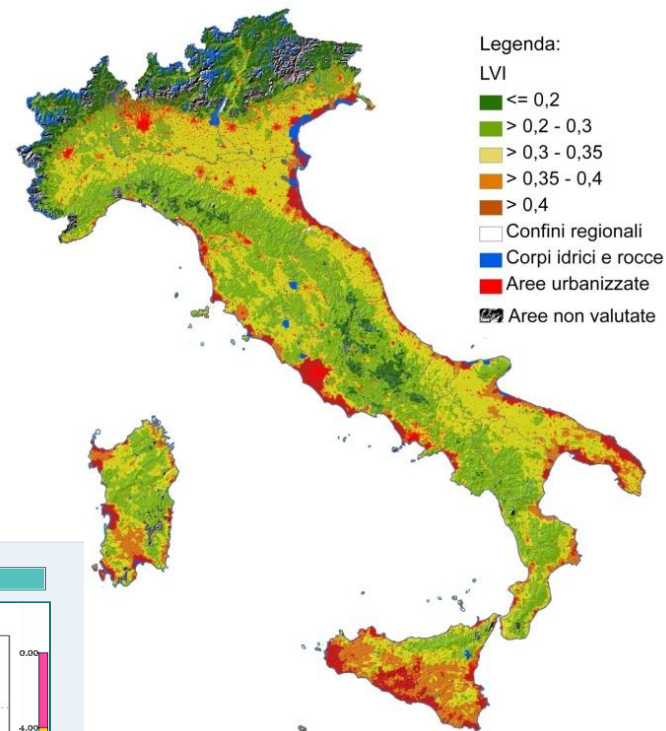 Legenda:
LVI
<= 0,2
> 0,2 - 0,3
> 0,3 - 0,35
> 0,35 - 0,4
> 0,4
Confini regionali
Corpi idrici e rocce
Aree urbanizzate
Aree non valutate
0.00
4.00